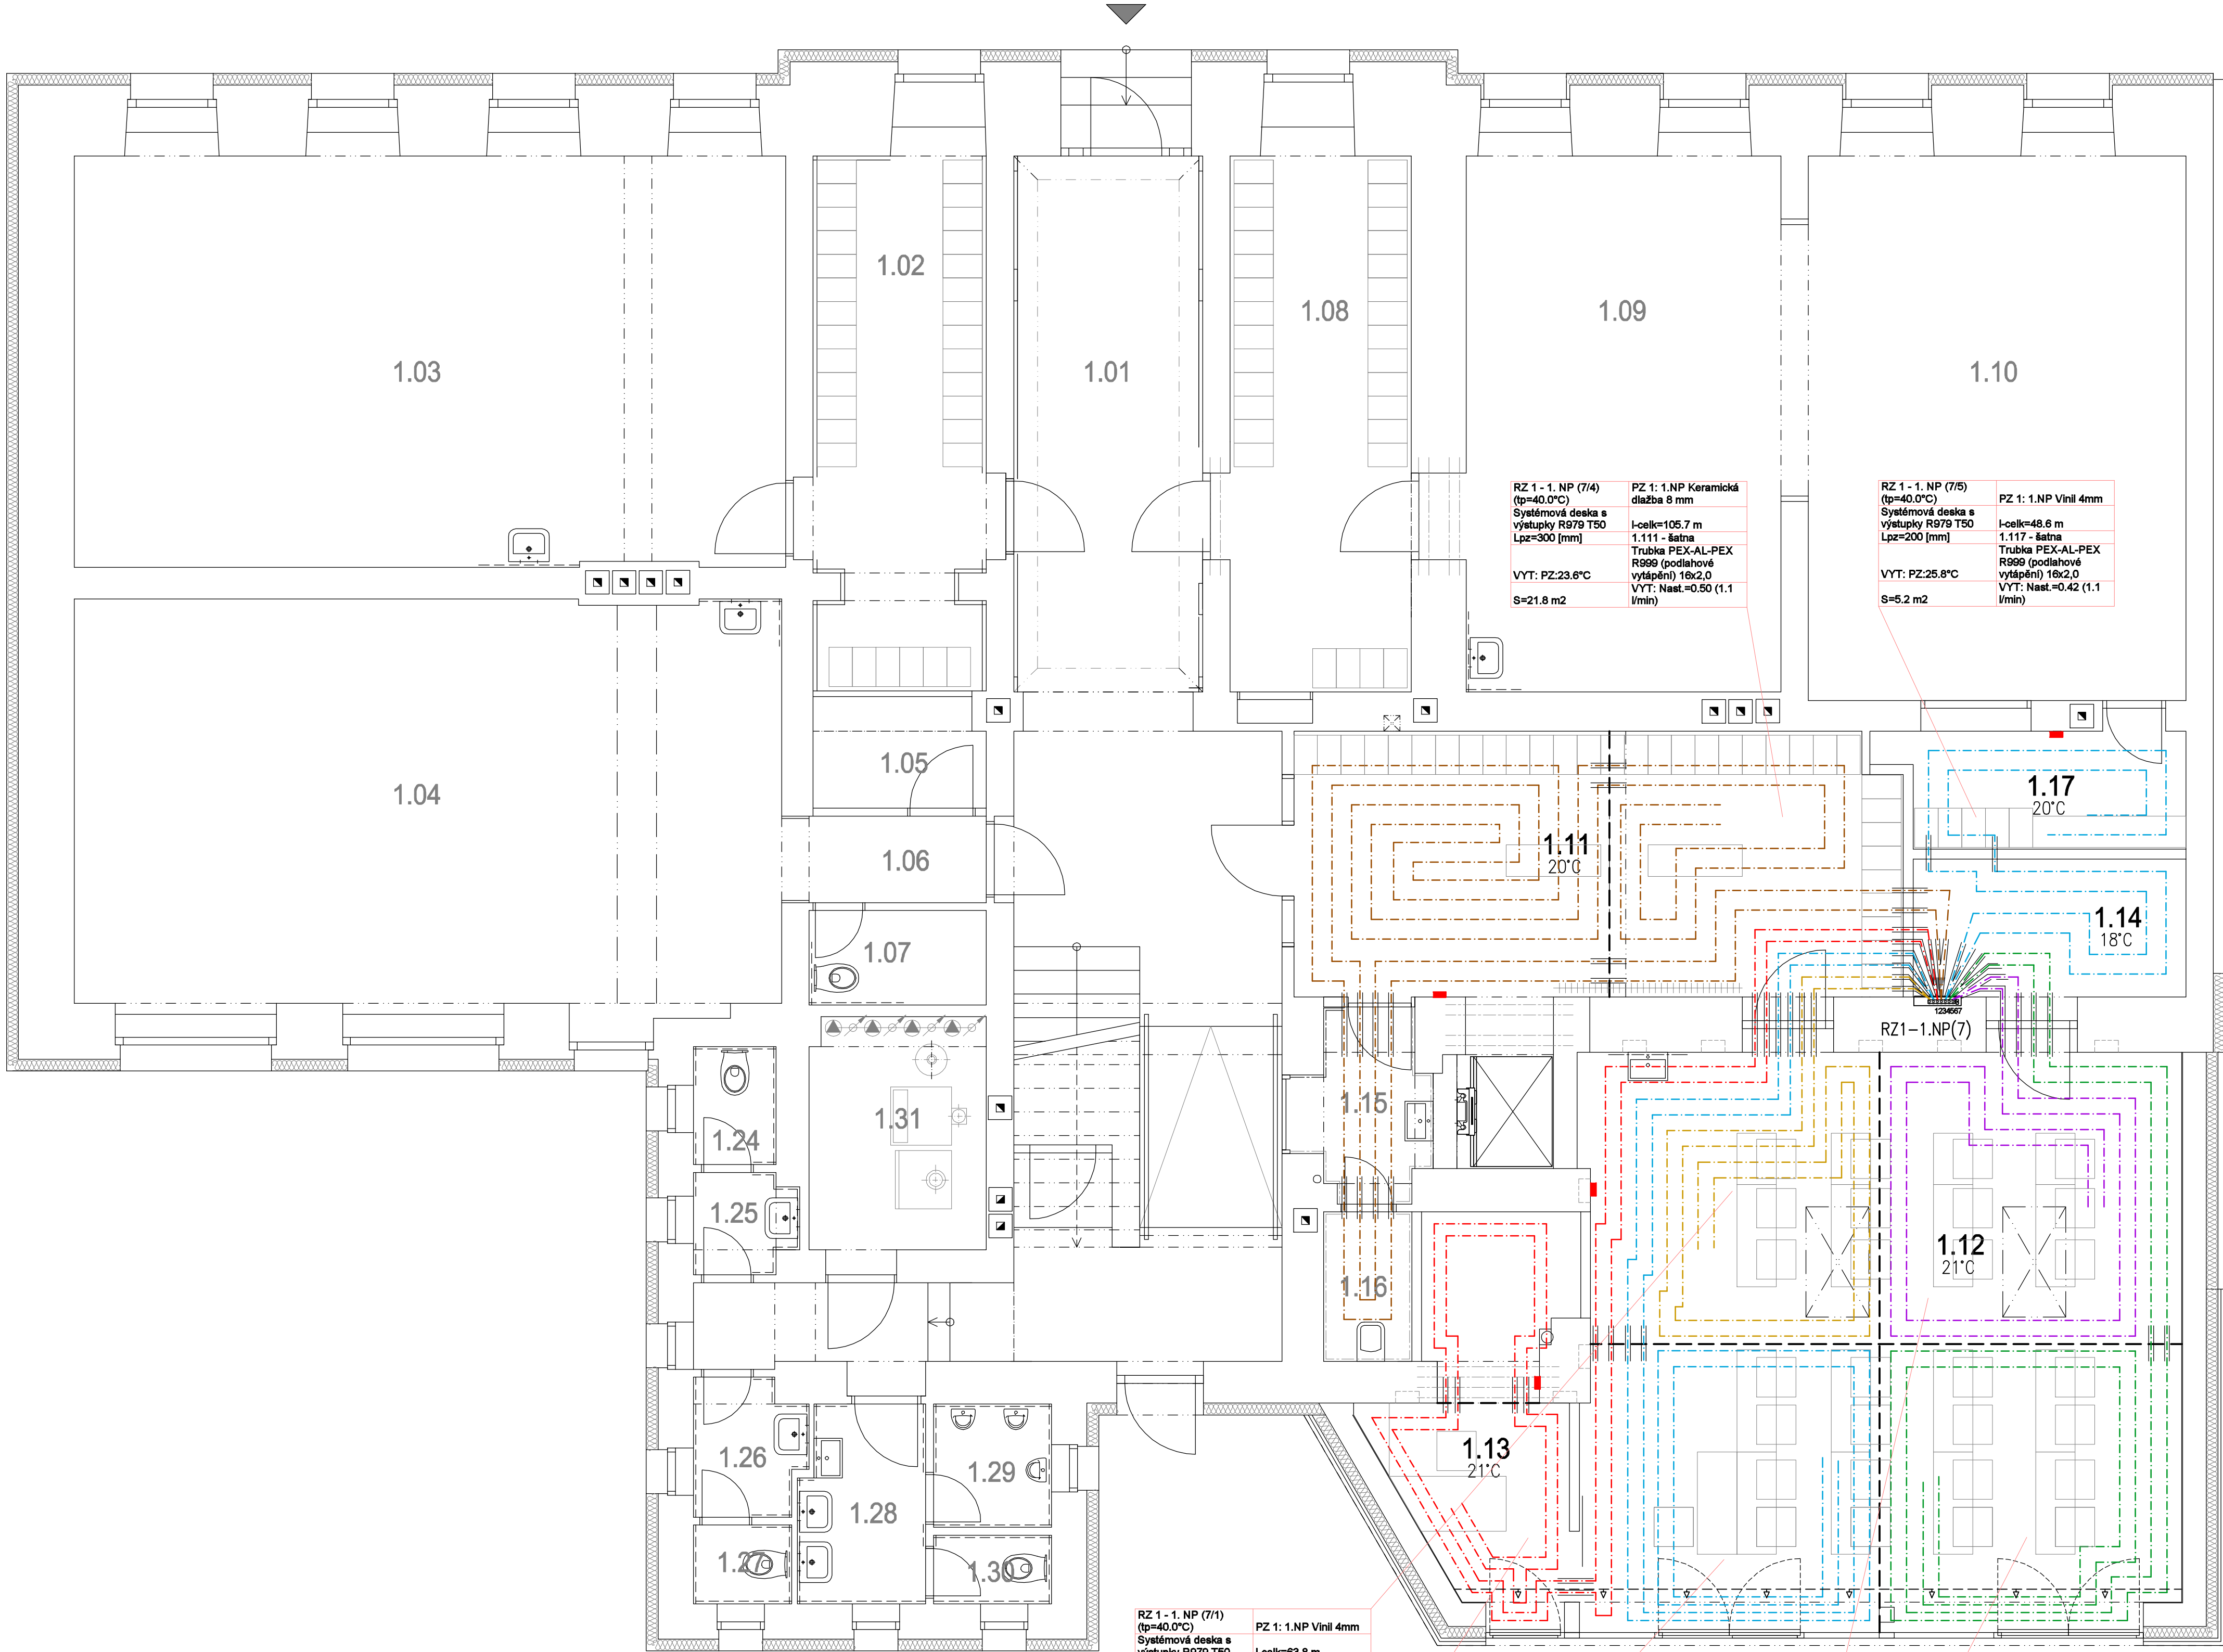 1.02
1.08
1.09
1.03
1.01
1.10
RZ 1 - 1. NP (7/4)
(tp=40.0°C)
PZ 1: 1.NP Keramická
dlažba 8 mm
Systémová deska s
výstupky R979 T50
l-celk=105.7 m
Lpz=300 [mm]
1.111 - šatna
VYT: PZ:23.6°C
Trubka PEX-AL-PEX
R999 (podlahové
vytápění) 16x2,0
S=21.8 m2
VYT: Nast.=0.50 (1.1
l/min)
RZ 1 - 1. NP (7/5)
(tp=40.0°C)
PZ 1: 1.NP Vinil 4mm
Systémová deska s
výstupky R979 T50
l-celk=48.6 m
Lpz=200 [mm]
1.117 - šatna
VYT: PZ:25.8°C
Trubka PEX-AL-PEX
R999 (podlahové
vytápění) 16x2,0
S=5.2 m2
VYT: Nast.=0.42 (1.1
l/min)
1.05
1.04
1.17
20°C
1.06
1.11
20°C
1.07
1.14
18°C
1234567
RZ1-1.NP(7)
1.31
1.15
1.24
1.25
1.16
1.12
21°C
1.13
21°C
1.26
1.29
1.28
1.27
1.30
RZ 1 - 1. NP (7/1)
(tp=40.0°C)
PZ 1: 1.NP Vinil 4mm
Systémová deska s
výstupky R979 T50
l-celk=63.8 m